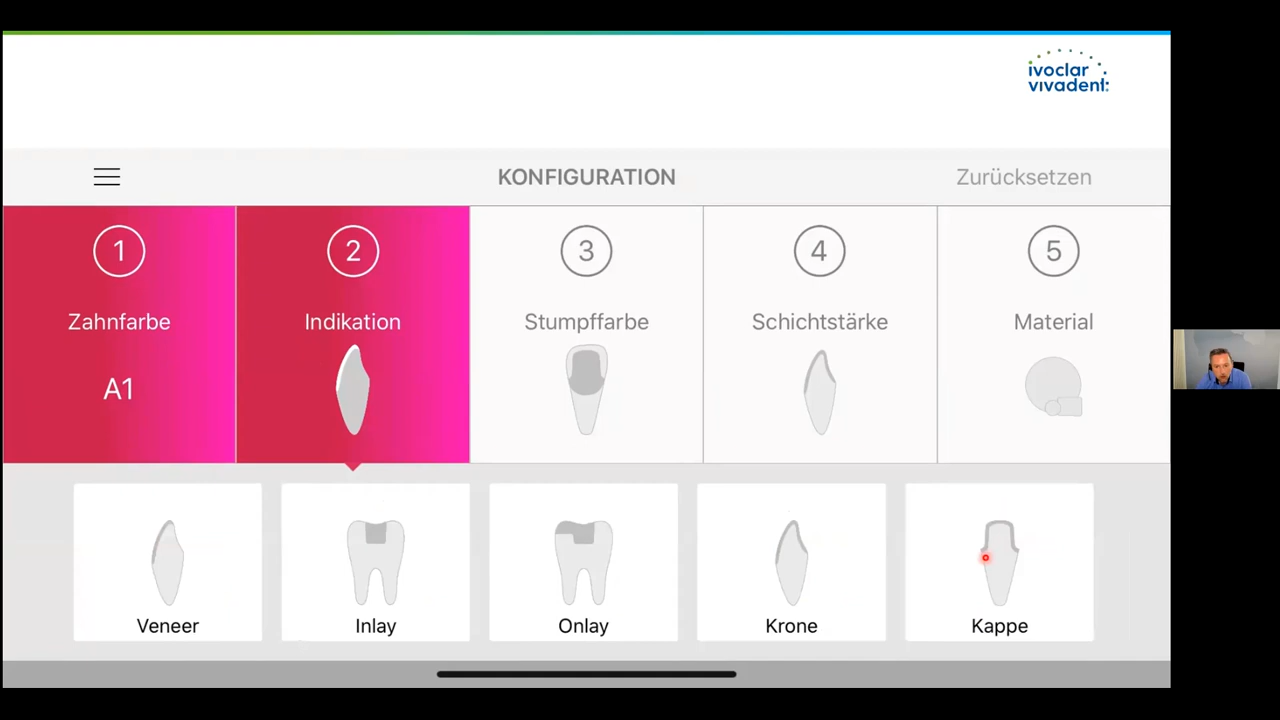 ivoclar
vivadent:
KONFIGURATION
Zurücksetzen
1
2
3
4
5
Zahnfarbe
Indikation
Stumpffarbe
Schichtstärke
Material
A1
Veneer
Inlay
Onlay
Krone
Kappe